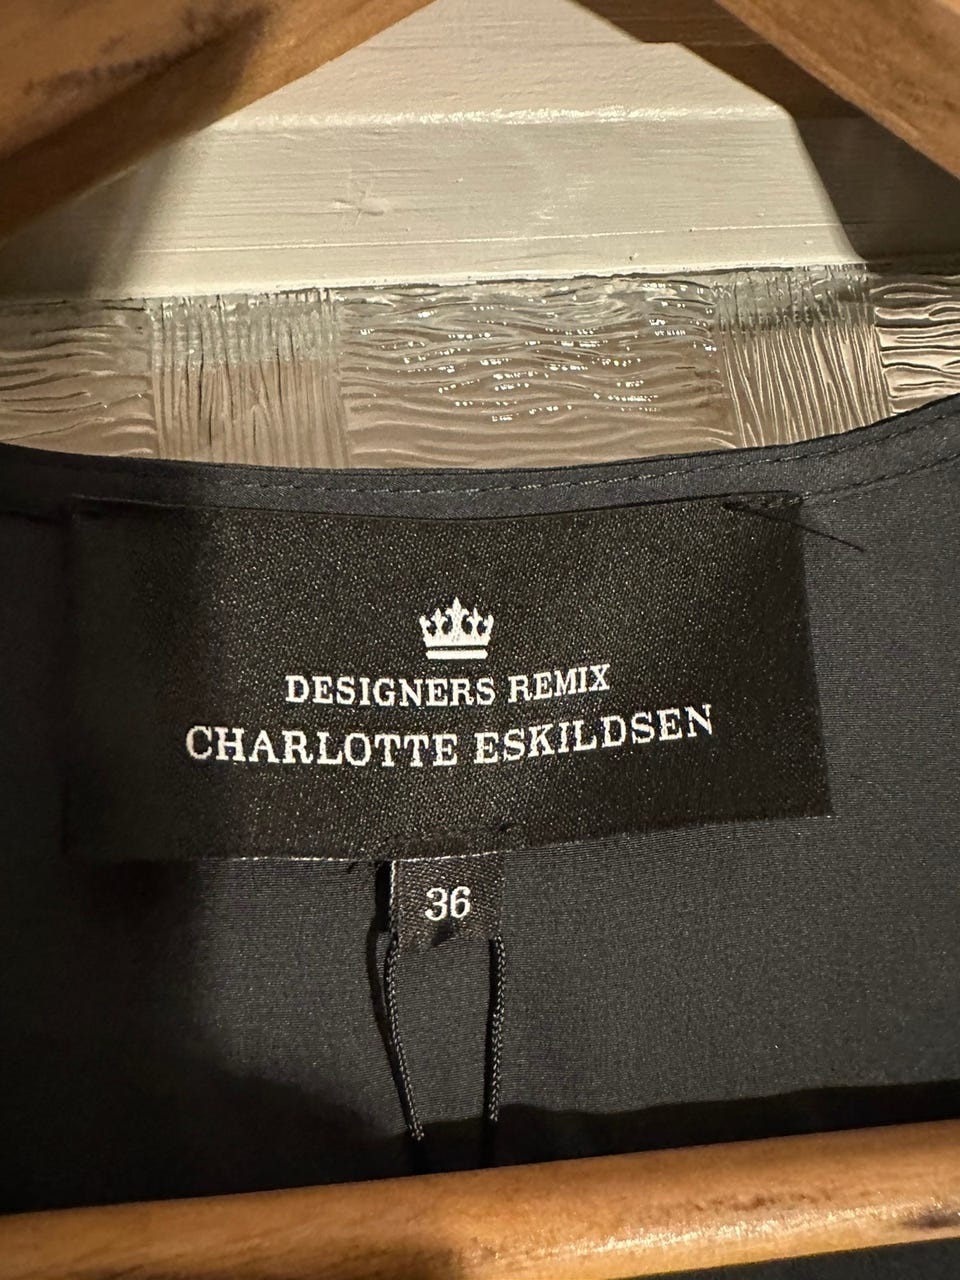 DESIGNERS REMIX
CHARLOTTE ESKILDSEN
36